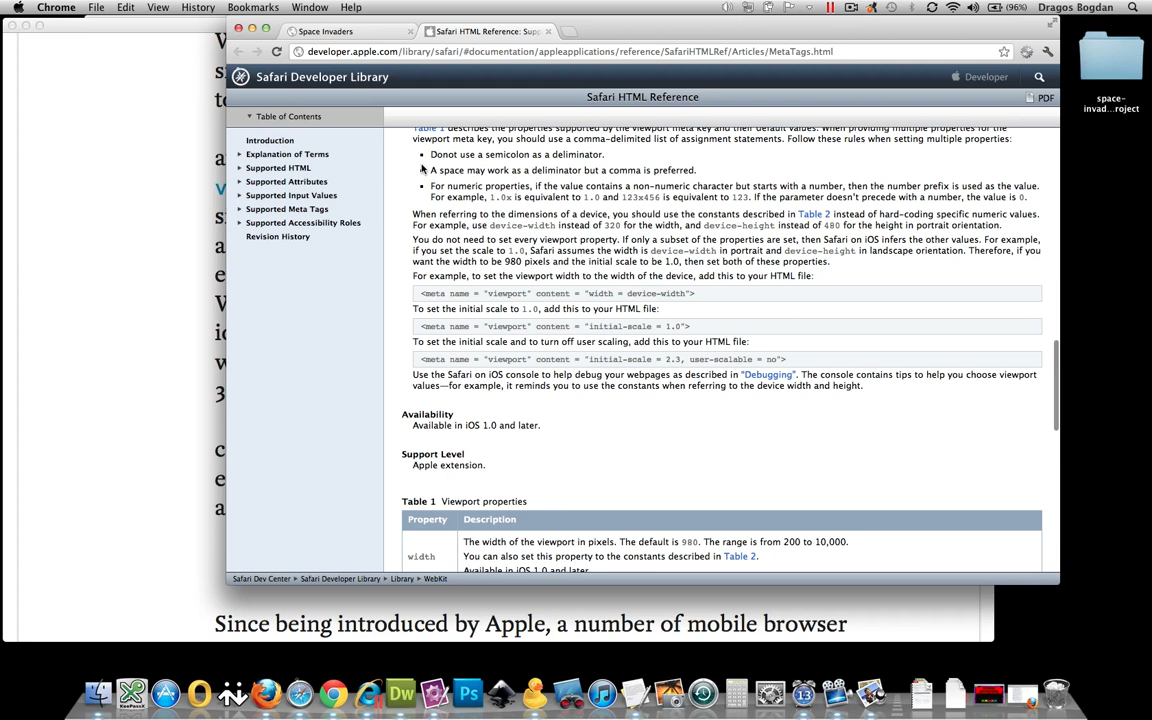 Chrome File Edit View History Bookmarks Window Help (96%) Dragos Bogdan
Space Invaders
Safari HTML Reference: Supp
developer.apple.com/library/safari/#documentation/appleapplications/reference/SafariHTMLRef/Articles/MetaTags.html
Safari Developer Library
Developer
Safari HTML Reference
PDF
Table of Contents
Introduction
Explanation of Terms
Supported HTML
Supported Attributes
Supported Input Values
Supported Meta Tags
Supported Accessibility Roles
Revision History
Table 1 describes the properties supported by the viewport meta key and their default values. When providing multiple properties for the
viewport meta key, you should use a comma-delimited list of assignment statements. Follow these rules when setting multiple properties:
• Donot use a semicolon as a deliminator.
• A space may work as a deliminator but a comma is preferred.
• For numeric properties, if the value contains a non-numeric character but starts with a number, then the number prefix is used as the value.
For example, 1.0x is equivalent to 1.0 and 123x456 is equivalent to 123. If the parameter doesn't precede with a number, the value is 0.
When referring to the dimensions of a device, you should use the constants described in Table 2 instead of hard-coding specific numeric values.
For example, use device-width instead of 320 for the width, and device-height instead of 480 for the height in portrait orientation.
You do not need to set every viewport property. If only a subset of the properties are set, then Safari on iOS infers the other values. For example,
if you set the scale to 1.0, Safari assumes the width is device-width in portrait and device-height in landscape orientation. Therefore, if you
want the width to be 980 pixels and the initial scale to be 1.0, then set both of these properties.
For example, to set the viewport width to the width of the device, add this to your HTML file:
<meta name = "viewport" content = "width = device-width">
To set the initial scale to 1.0, add this to your HTML file:
<meta name = "viewport" content = "initial-scale = 1.0">
To set the initial scale and to turn off user scaling, add this to your HTML file:
<meta name = "viewport" content = "initial-scale = 2.3, user-scalable = no">
Use the Safari on iOS console to help debug your webpages as described in "Debugging". The console contains tips to help you choose viewport
values—for example, it reminds you to use the constants when referring to the device width and height.
Availability
Available in iOS 1.0 and later.
Support Level
Apple extension.
Table 1 Viewport properties
Property Description
width
The width of the viewport in pixels. The default is 980. The range is from 200 to 10,000.
You can also set this property to the constants described in Table 2.
Available in iOS 1.0 and later
Safari Dev Center ▸ Safari Developer Library ▸ Library ▸ WebKit
Since being introduced by Apple, a number of mobile browser
space-
invad...roject
KeePassX
Dw
Ps
13